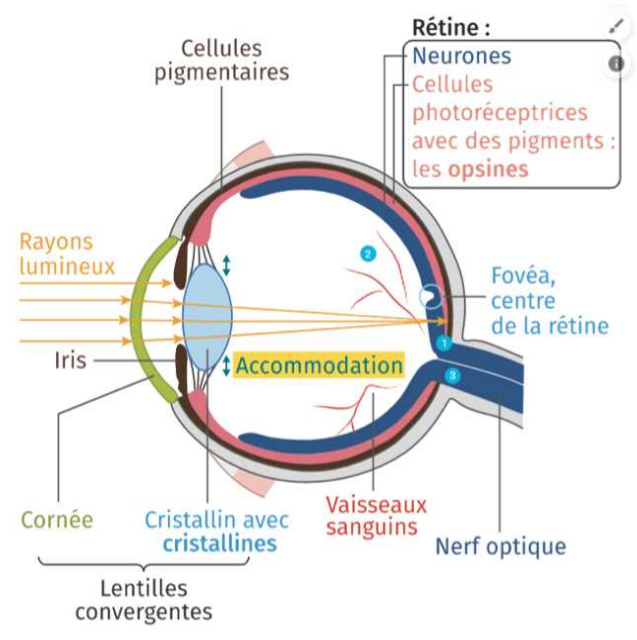 Rétine :
Neurones
Cellules
photoréceptrices
avec des pigments :
les opsines
Cellules
pigmentaires
Rayons
lumineux
2
Fovéa,
centre
de la rétine
1
Iris
Accommodation
3
Cornée
Cristallin avec
cristallines
Vaisseaux
sanguins
Nerf optique
Lentilles
convergentes